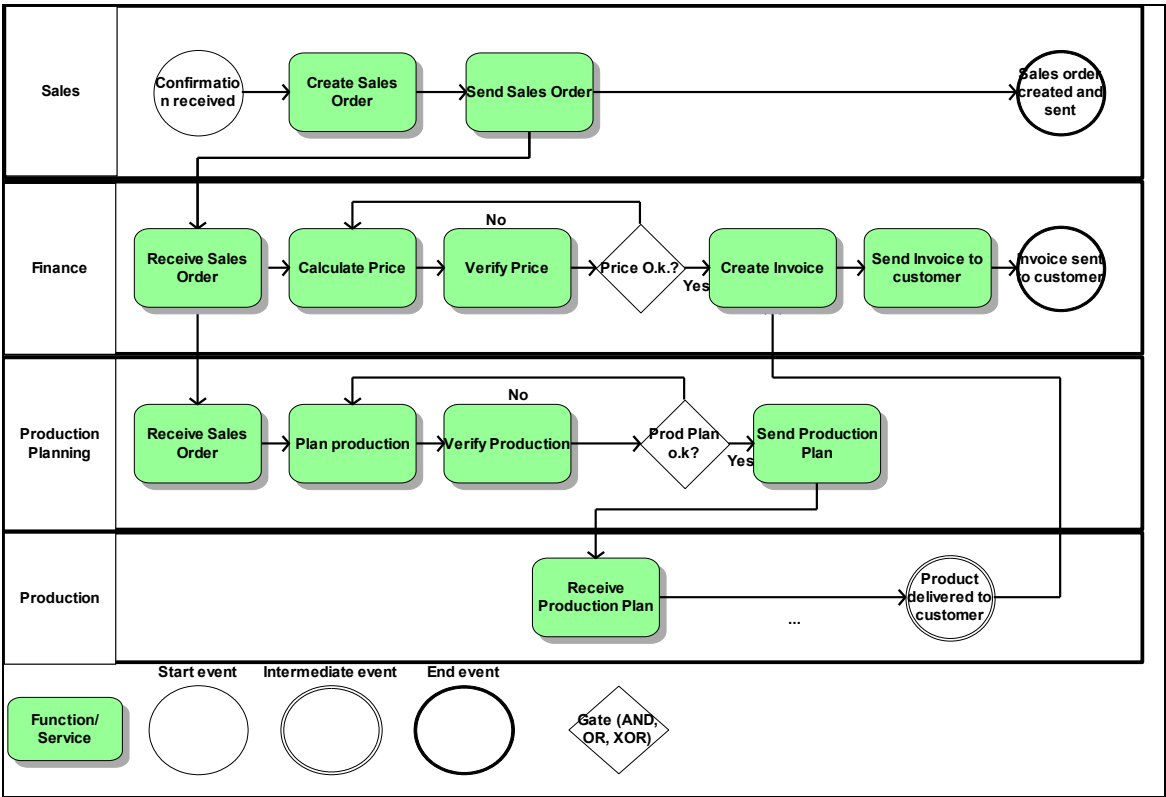 Sales
Confirmatio
n received
Create Sales
Order
Send Sales Order
Sales order
created and
sent
Finance
No
Receive Sales
Order
Calculate Price
Verify Price
Price O.k.?
Yes
Create Invoice
Send Invoice to
customer
Invoice sent
to customer
Production
Planning
No
Receive Sales
Order
Plan production
Verify Production
Prod Plan
o.k?
Yes
Send Production
Plan
Production
Receive
Production Plan
...
Product
delivered to
customer
Start event
Intermediate event
End event
Function/
Service
Gate (AND,
OR, XOR)